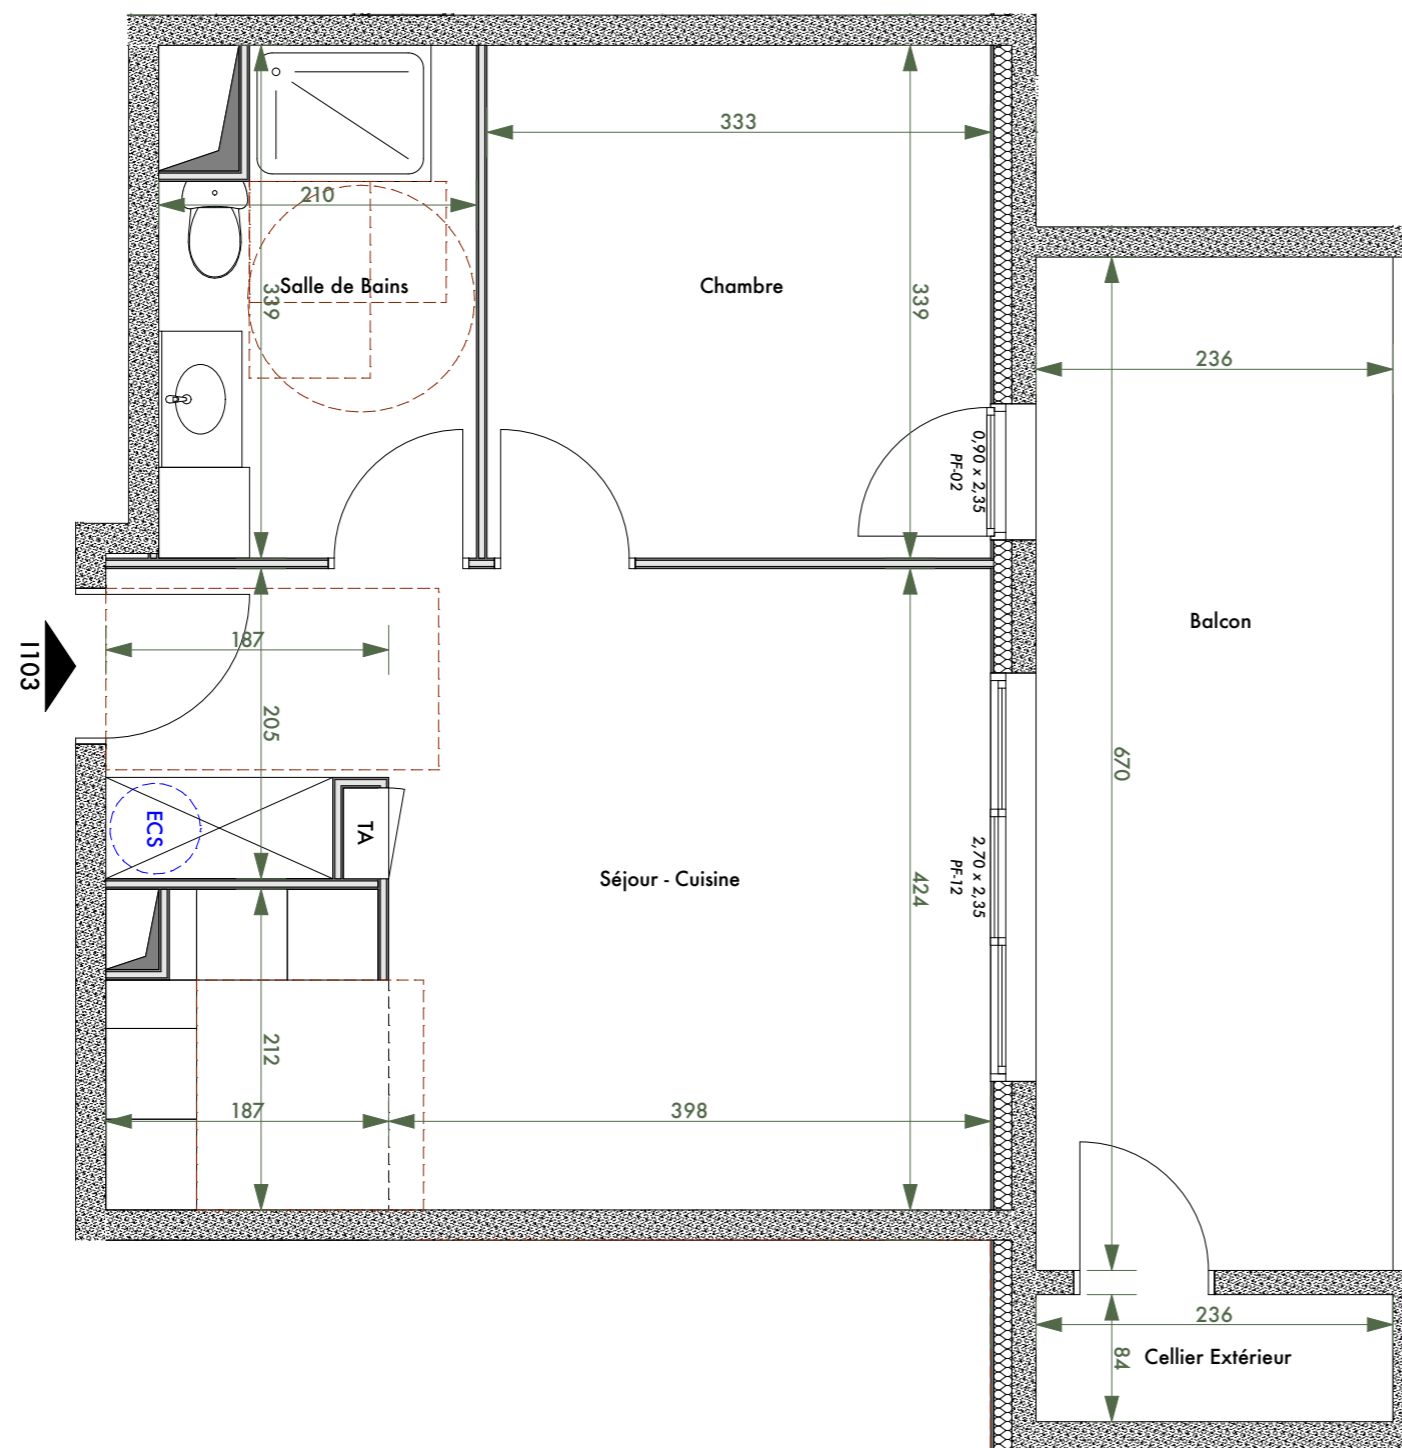 333
210
Salle de Bains
339
Chambre
339
236
0,90 x 2,35
PF-02
Balcon
187
1103
205
670
ECS
TA
Séjour - Cuisine
424
2,70 x 2,35
PF-12
212
187
398
236
84
Cellier Extérieur